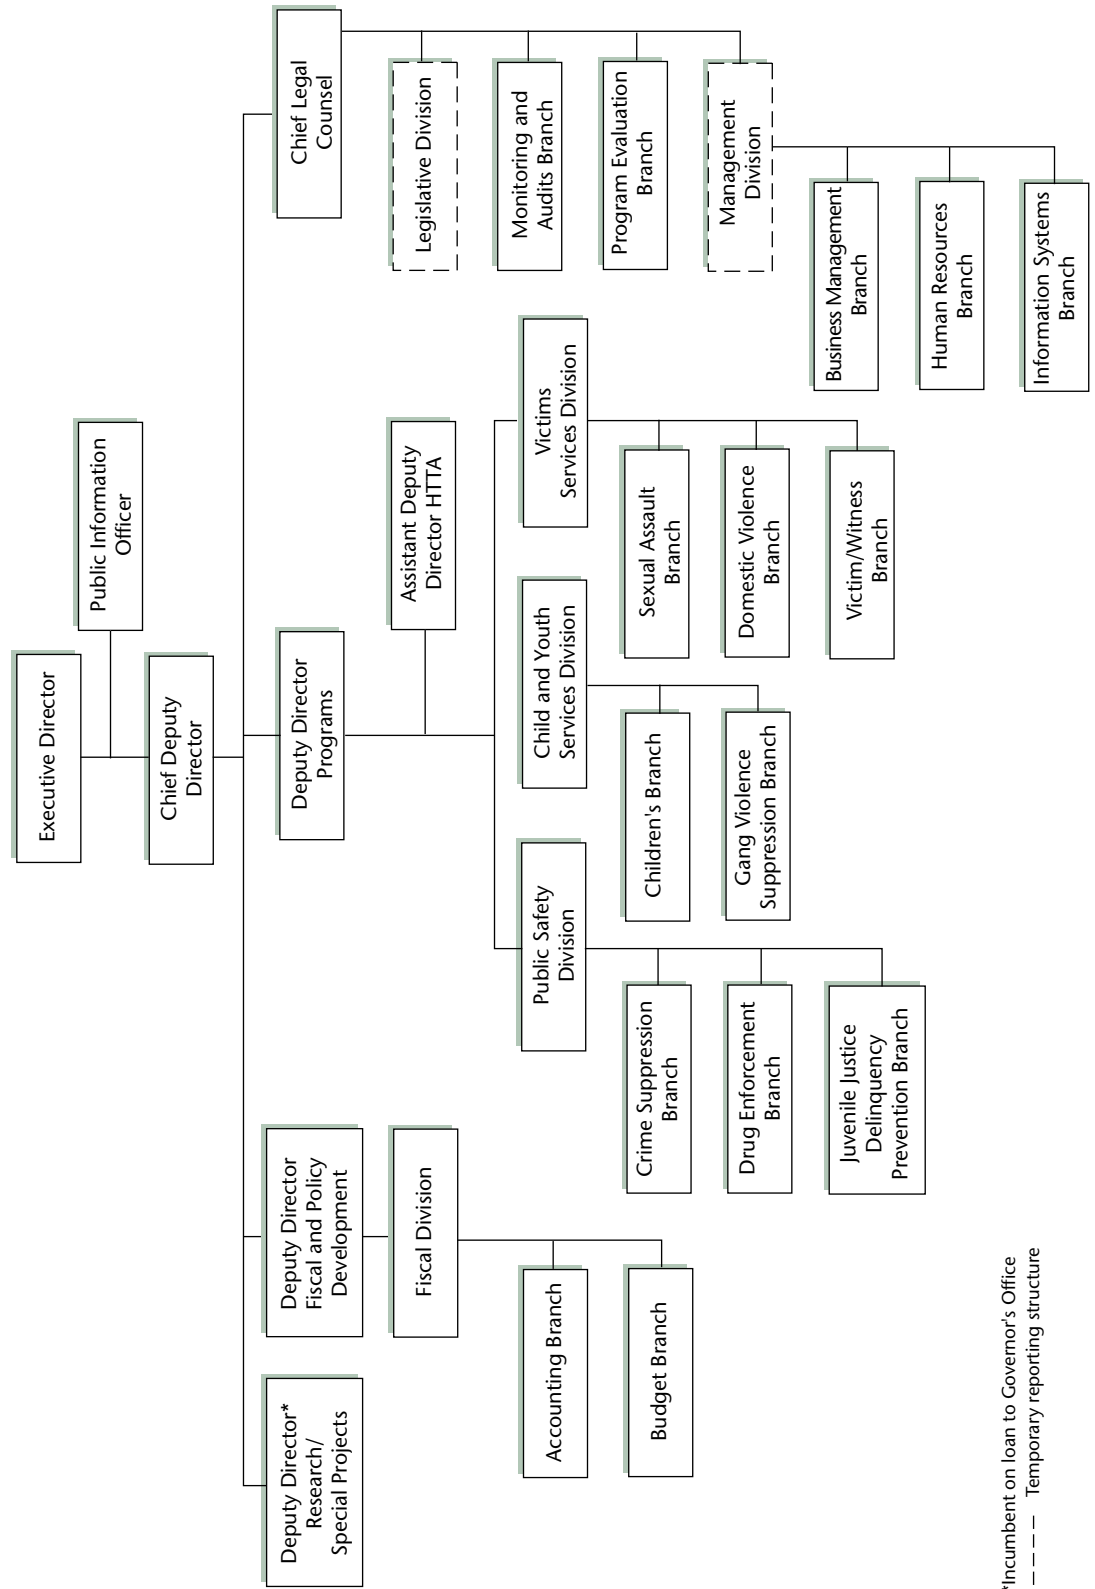 Executive Director
Public Information
Officer
Chief Deputy
Director
Deputy Director*
Research/
Special Projects
Deputy Director
Fiscal and Policy
Development
Deputy Director
Programs
Chief Legal
Counsel
Fiscal Division
Accounting Branch
Budget Branch
Assistant Deputy
Director HTTA
Public Safety
Division
Crime Suppression
Branch
Drug Enforcement
Branch
Juvenile Justice
Delinquency
Prevention Branch
Child and Youth
Services Division
Children's Branch
Gang Violence
Suppression Branch
Victims
Services Division
Sexual Assault
Branch
Domestic Violence
Branch
Victim/Witness
Branch
Legislative Division
Monitoring and
Audits Branch
Program Evaluation
Branch
Management
Division
Business Management
Branch
Human Resources
Branch
Information Systems
Branch
*Incumbent on loan to Governor's Office
Temporary reporting structure